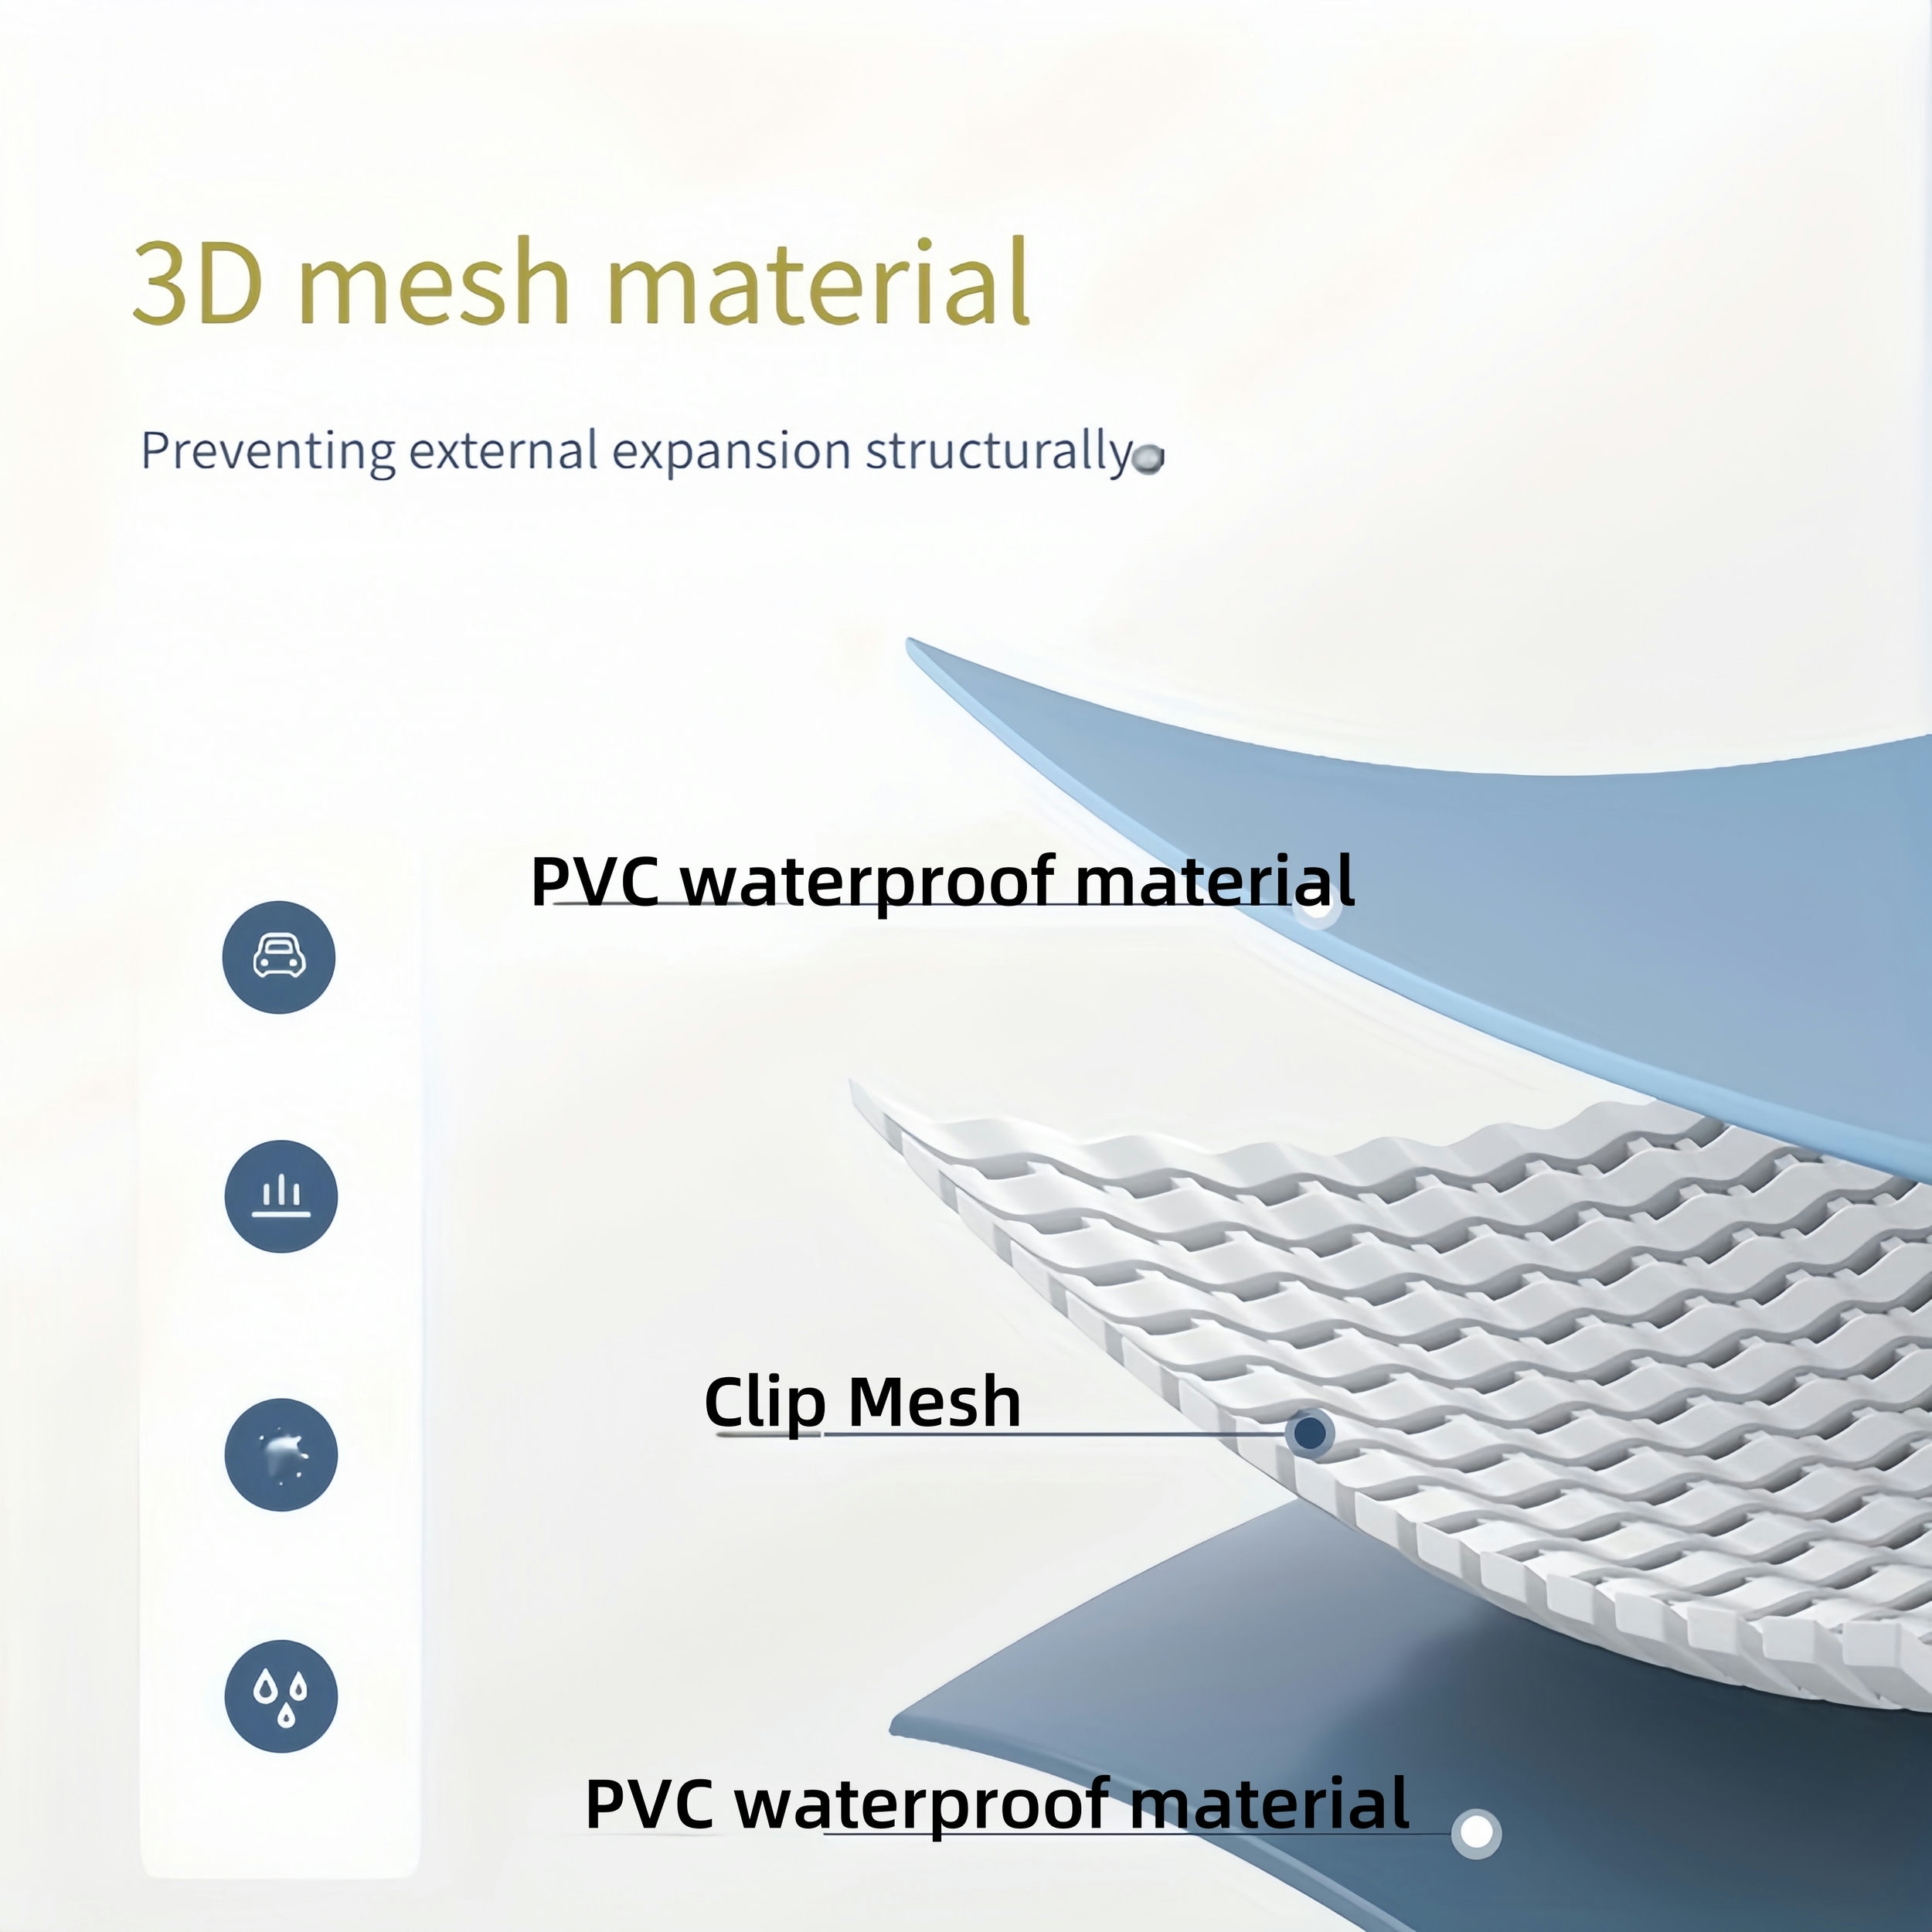 3D mesh material
Preventing external expansion structurally
PVC waterproof material
Clip Mesh
PVC waterproof material